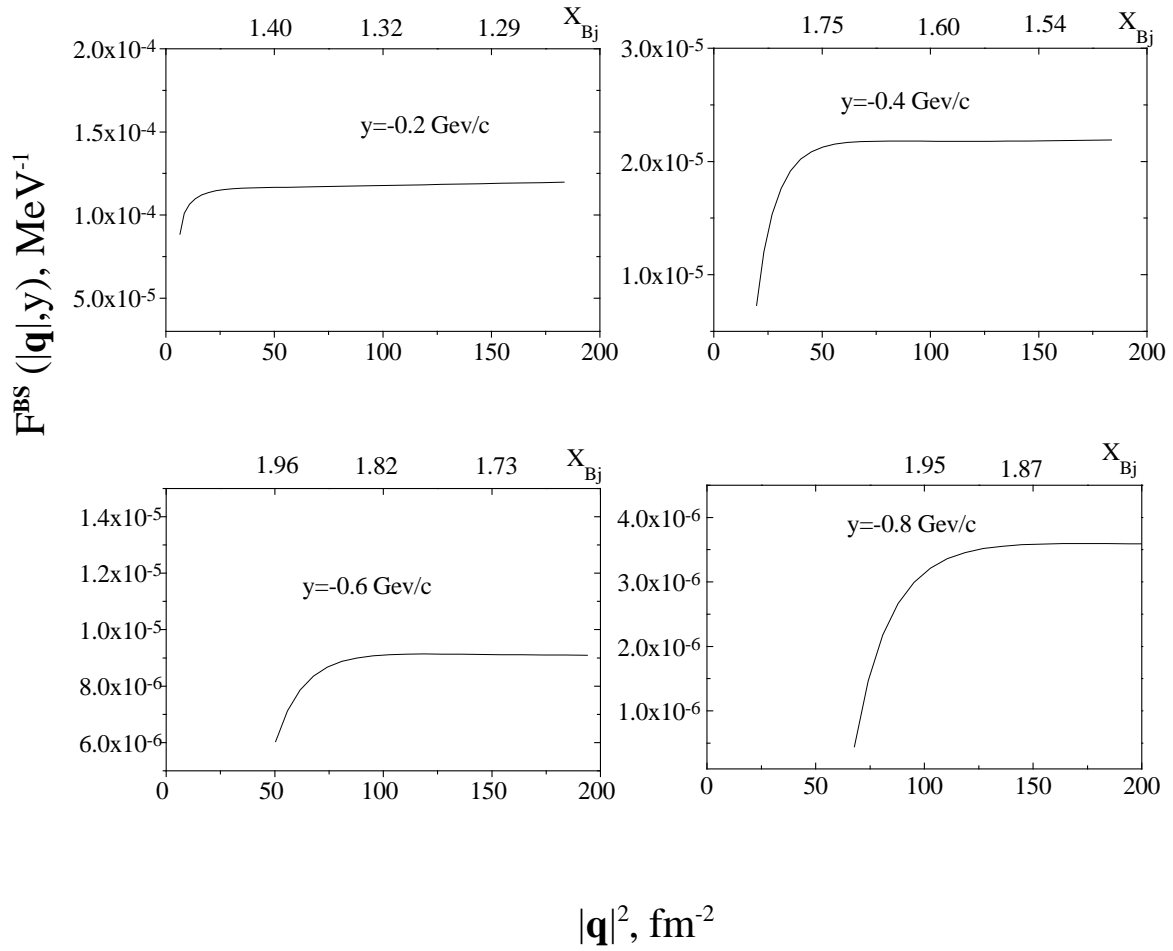 1.40 1.32 1.29 X_Bj
2.0x10^-4
1.5x10^-4
1.0x10^-4
5.0x10^-5
y=-0.2 Gev/c
0 50 100 150 200
1.75 1.60 1.54 X_Bj
3.0x10^-5
2.0x10^-5
1.0x10^-5
y=-0.4 Gev/c
0 50 100 150 200
F^BS (|q|,y), MeV^-1
1.96 1.82 1.73 X_Bj
1.4x10^-5
1.2x10^-5
1.0x10^-5
8.0x10^-6
6.0x10^-6
y=-0.6 Gev/c
0 50 100 150 200
1.95 1.87 X_Bj
4.0x10^-6
3.0x10^-6
2.0x10^-6
1.0x10^-6
y=-0.8 Gev/c
0 50 100 150 200
|q|^2, fm^-2